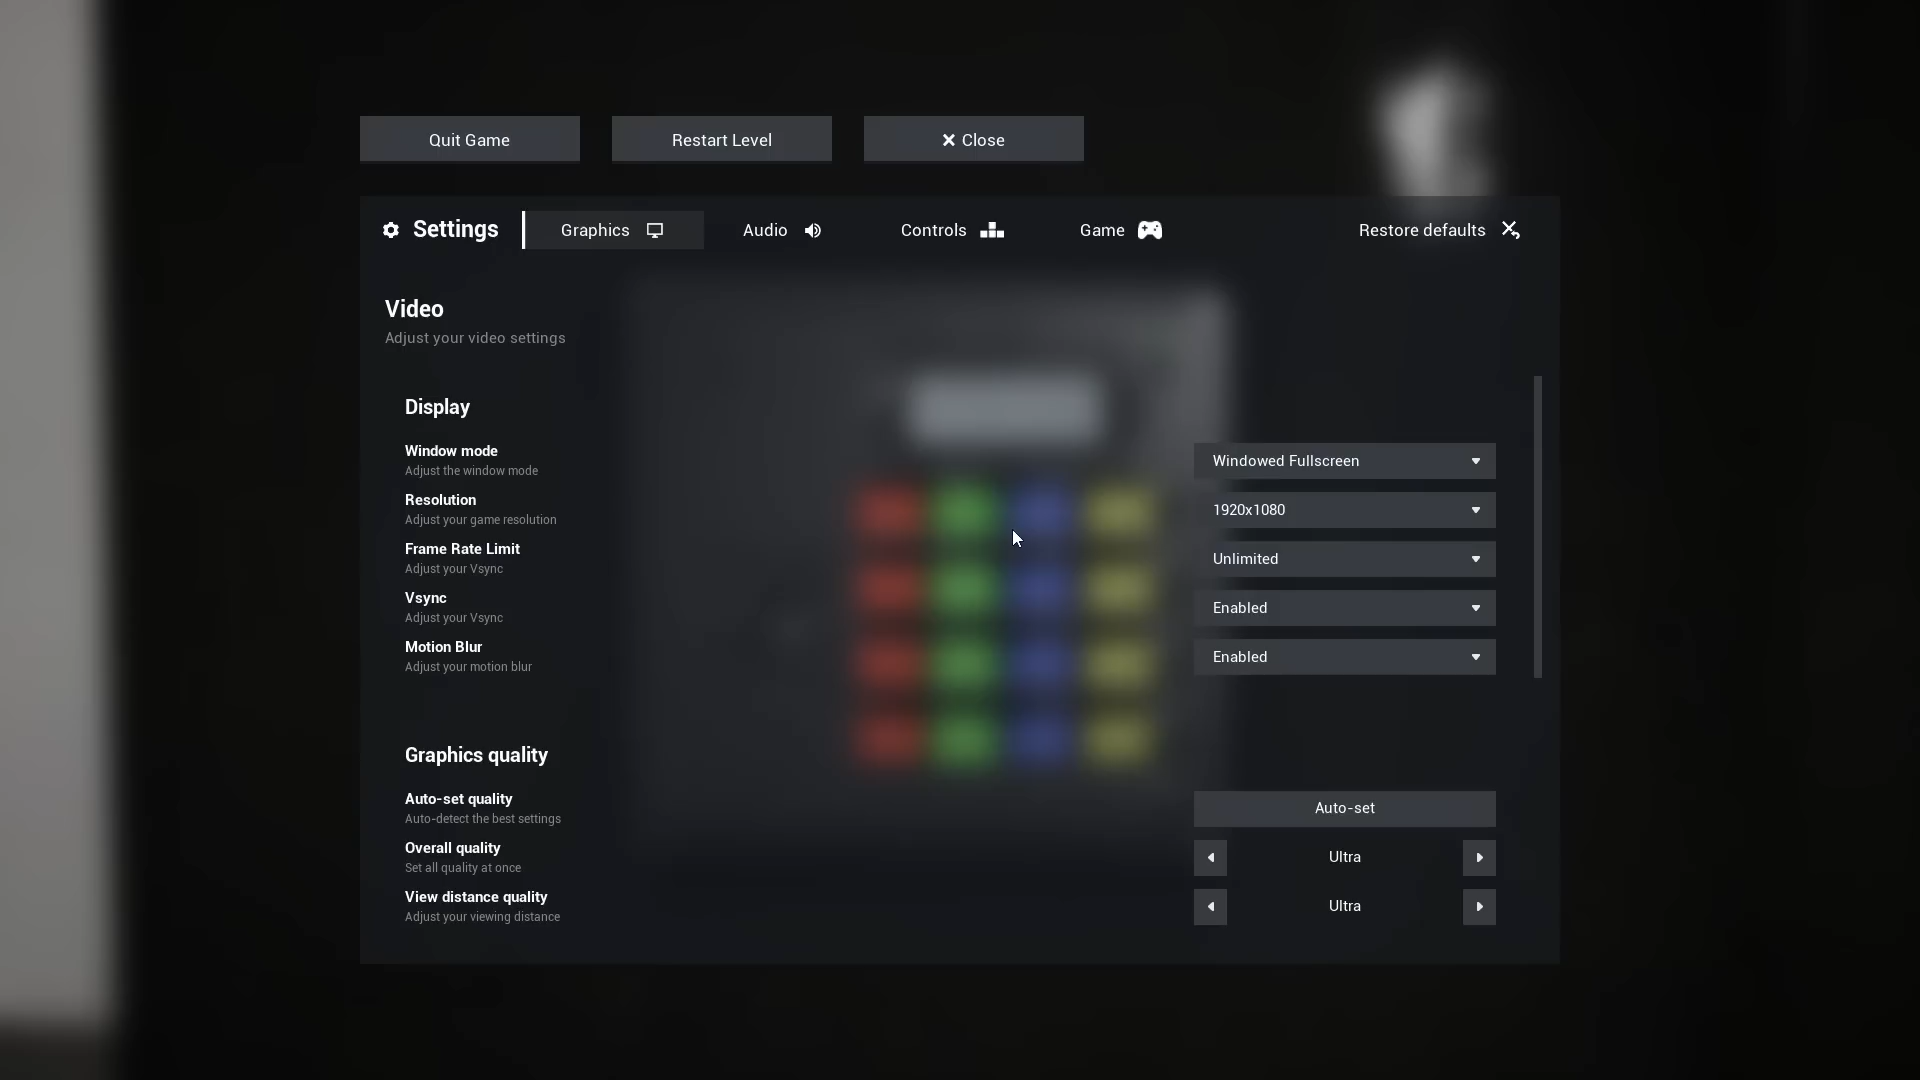 Quit Game
Restart Level
Close
Settings
Graphics
Audio
Controls
Game
Restore defaults
Video
Adjust your video settings
Display
Window mode
Adjust the window mode
Windowed Fullscreen
Resolution
Adjust your game resolution
1920x1080
Frame Rate Limit
Adjust your Vsync
Unlimited
Vsync
Adjust your Vsync
Enabled
Motion Blur
Adjust your motion blur
Enabled
Graphics quality
Auto-set quality
Auto-detect the best settings
Auto-set
Overall quality
Set all quality at once
Ultra
View distance quality
Adjust your viewing distance
Ultra